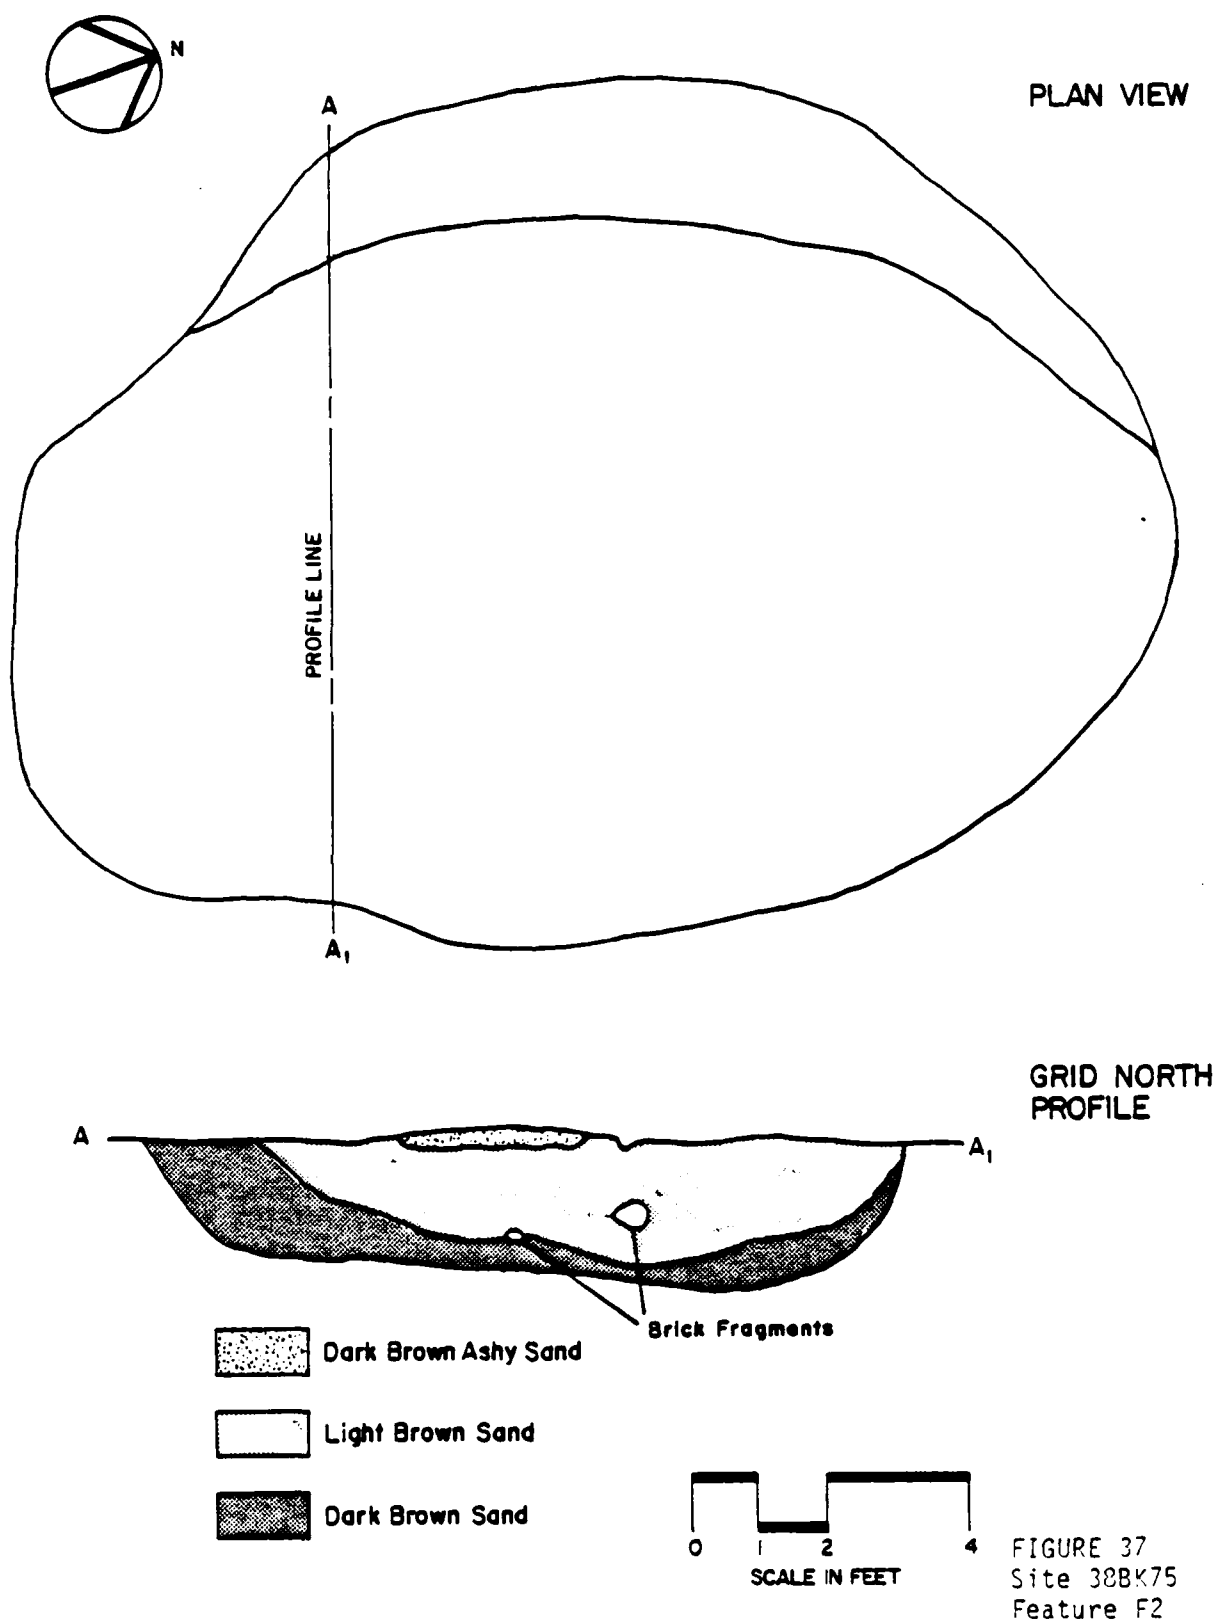 N
PLAN VIEW
A
PROFILE LINE
A1
GRID NORTH
PROFILE
A
A1
Brick Fragments
Dark Brown Ashy Sand
Light Brown Sand
Dark Brown Sand
0 1 2 4
SCALE IN FEET
FIGURE 37
Site 38BK75
Feature F2